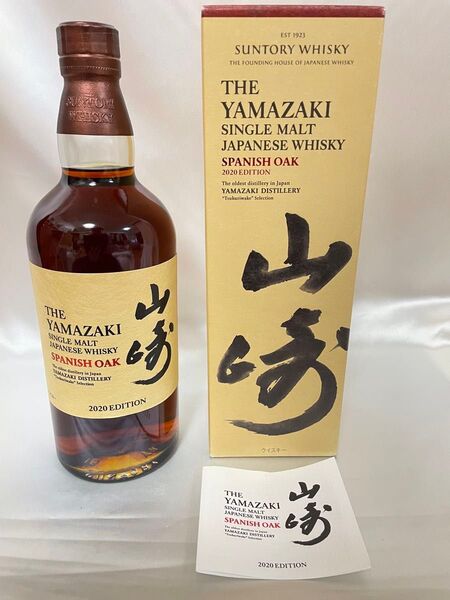 EST 1923
SUNTORY WHISKY
THE FOUNDING HOUSE OF JAPANESE WHISKY
THE
YAMAZAKI
SINGLE MALT
JAPANESE WHISKY
SPANISH OAK
2020 EDITION
The oldest distillery in Japan
YAMAZAKI DISTILLERY
"Tsukuriwake" Selection
山崎
ウイスキー
SUNTORY
WHISKY
THE
YAMAZAKI
SINGLE MALT
JAPANESE WHISKY
SPANISH OAK
The oldest distillery in Japan
YAMAZAKI DISTILLERY
"Tsukuriwake" Selection
山崎
2020 EDITION
THE
YAMAZAKI
SINGLE MALT
JAPANESE WHISKY
SPANISH OAK
The oldest distillery in Japan
YAMAZAKI DISTILLERY
"Tsukuriwake" Selection
山崎
2020 EDITION